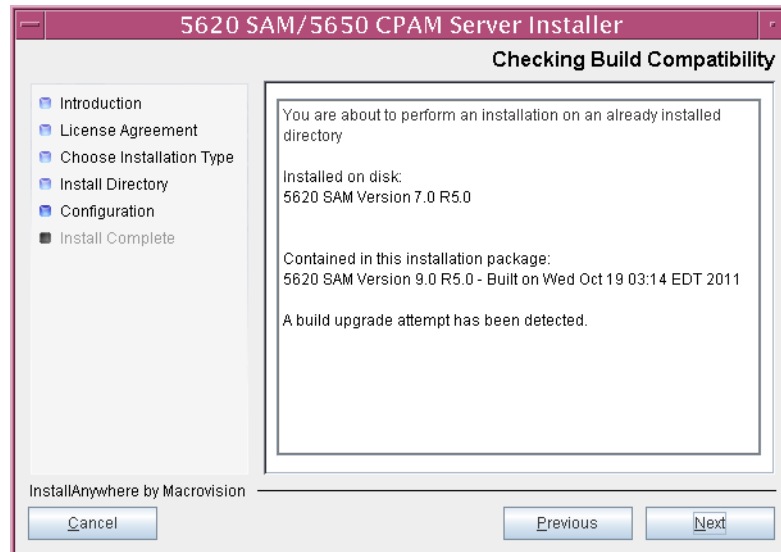 5620 SAM/5650 CPAM Server Installer
Checking Build Compatibility
Introduction
License Agreement
Choose Installation Type
Install Directory
Configuration
Install Complete
You are about to perform an installation on an already installed
directory
Installed on disk:
5620 SAM Version 7.0 R5.0
Contained in this installation package:
5620 SAM Version 9.0 R5.0 - Built on Wed Oct 19 03:14 EDT 2011
A build upgrade attempt has been detected.
InstallAnywhere by Macrovision
Cancel
Previous
Next